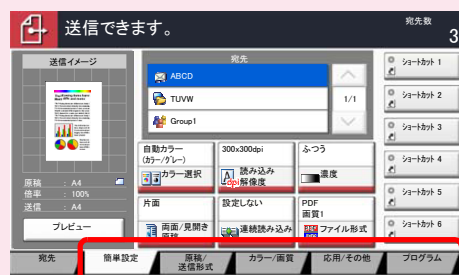 送信できます。
宛先数
3
送信イメージ
原稿 : A4
倍率 : 100%
送信 : A4
プレビュー
宛先
ABCD
TUVW
Group1
1/1
自動カラー
(カラー/グレー)
カラー選択
300x300dpi
読み込み
解像度
dpi
ふつう
濃度
片面
両面/見開き
原稿
設定しない
連続読み込み
PDF
画質1
ファイル形式
ショートカット 1
ショートカット 2
ショートカット 3
ショートカット 4
ショートカット 5
ショートカット 6
宛先
簡単設定
原稿/
送信形式
カラー/画質
応用/その他
プログラム